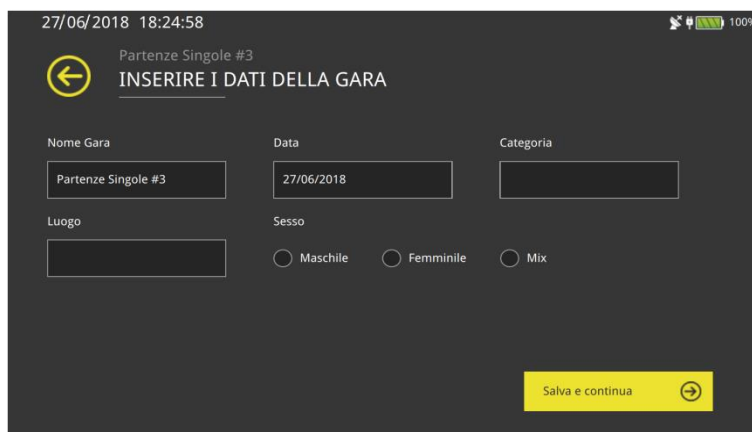 27/06/2018 18:24:58
100%
Partenze Singole #3
INSERIRE I DATI DELLA GARA
Nome Gara
Data
Categoria
Partenze Singole #3
27/06/2018
Luogo
Sesso
Maschile
Femminile
Mix
Salva e continua